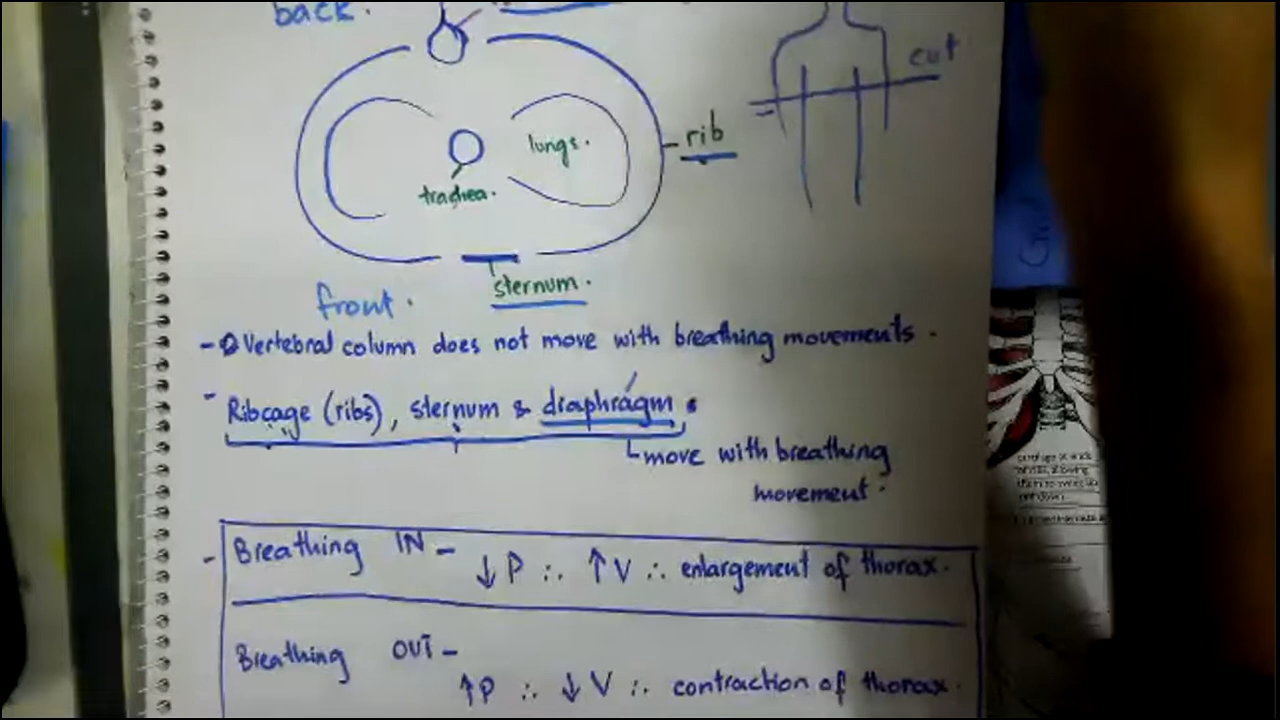 back.
cut
rib
lungs.
trachea.
sternum.
front.
- Vertebral column does not move with breathing movements.
- Ribcage (ribs), sternum & diaphragm.
move with breathing
movement.
- Breathing IN - ↓P ∴ ↑V ∴ enlargement of thorax.
Breathing OUT -
↑P ∴ ↓V ∴ contraction of thorax.
5